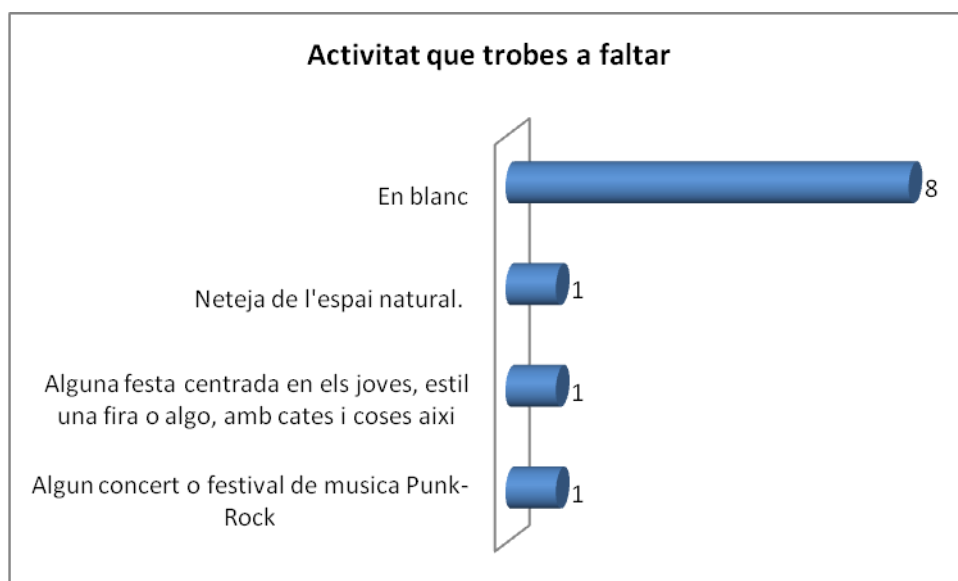 Activitat que trobes a faltar
En blanc
8
Neteja de l'espai natural.
1
Alguna festa centrada en els joves, estil
una fira o algo, amb cates i coses aixi
1
Algun concert o festival de musica Punk-
Rock
1